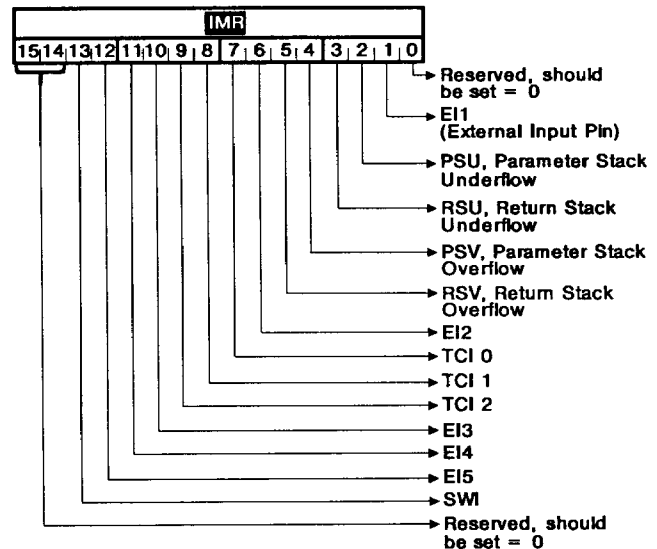 IMR
15 14 13 12 11 10 9 8 7 6 5 4 3 2 1 0
Reserved, should
be set = 0
EI1
(External Input Pin)
PSU, Parameter Stack
Underflow
RSU, Return Stack
Underflow
PSV, Parameter Stack
Overflow
RSV, Return Stack
Overflow
EI2
TCI 0
TCI 1
TCI 2
EI3
EI4
EI5
SWI
Reserved, should
be set = 0